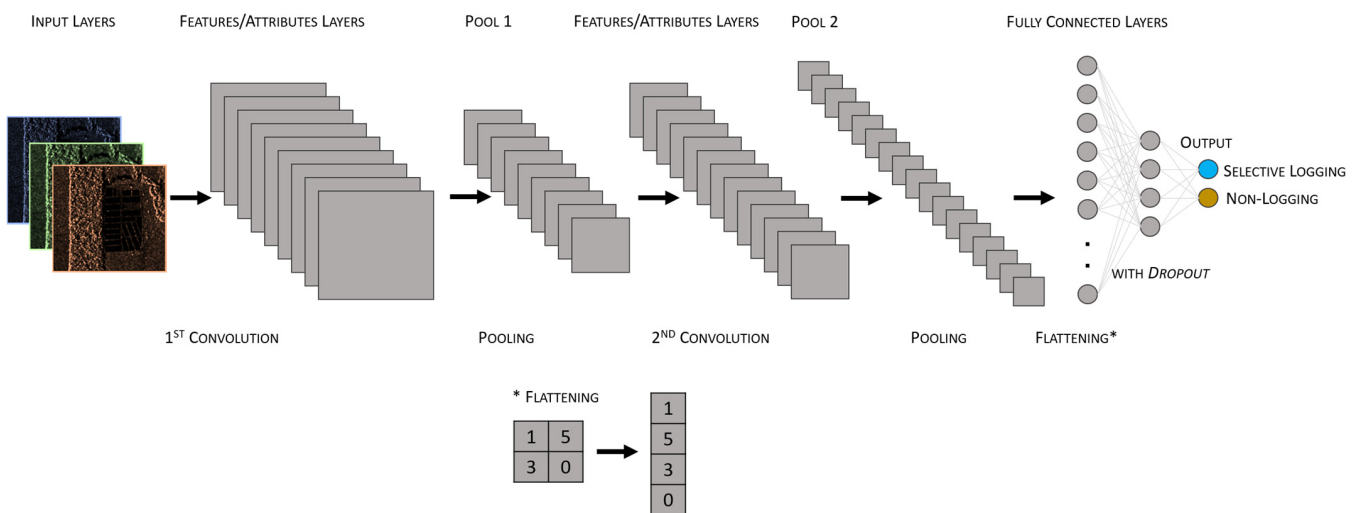 INPUT LAYERS
FEATURES/ATTRIBUTES LAYERS
POOL 1
FEATURES/ATTRIBUTES LAYERS
POOL 2
FULLY CONNECTED LAYERS
OUTPUT
SELECTIVE LOGGING
NON-LOGGING
WITH DROPOUT
1ST CONVOLUTION
POOLING
2ND CONVOLUTION
POOLING
FLATTENING*
* FLATTENING
1 5
3 0
1
5
3
0